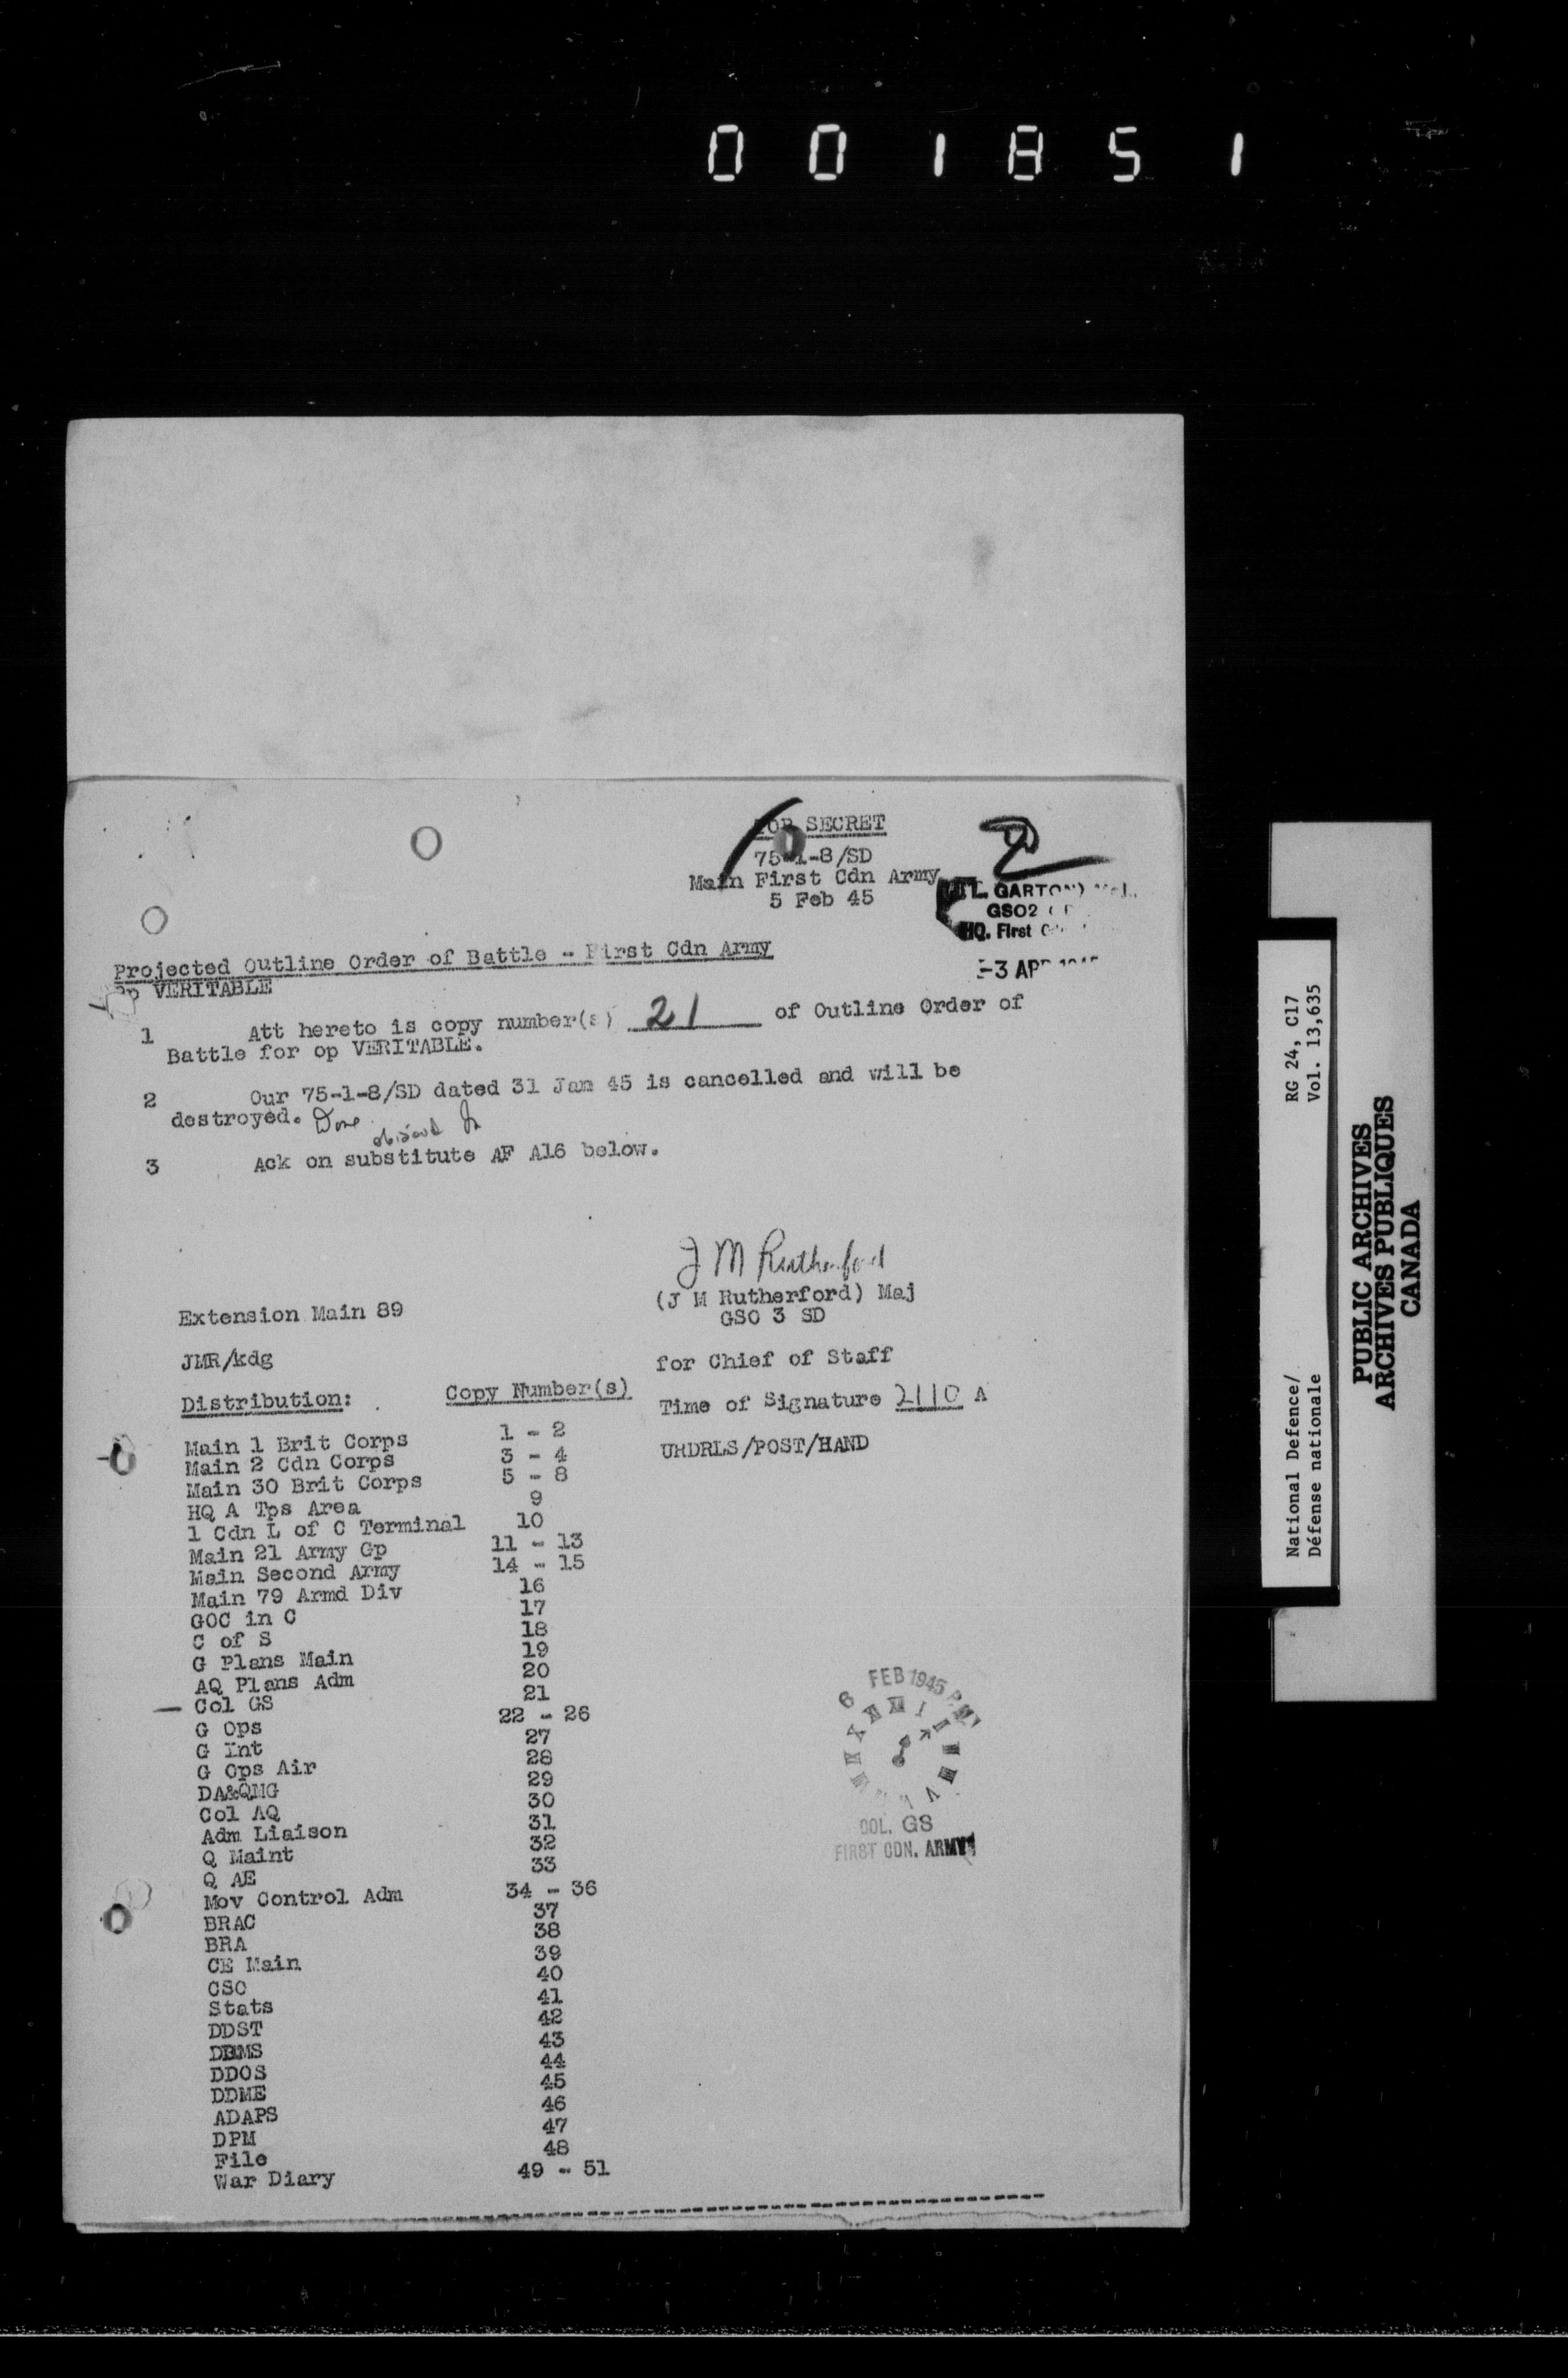 001851
TOP SECRET
75-1-8/SD
Main First Cdn Army
5 Feb 45
GARTON)
GSO2
HQ. First
-3 APR 1945
Projected Outline Order of Battle - First Cdn Army
Op VERITABLE
1 Att hereto is copy number(s) 21 of Outline Order of
Battle for op VERITABLE.
2 Our 75-1-8/SD dated 31 Jan 45 is cancelled and will be
destroyed. Done
3 Ack on substitute AF A16 below.
J M Rutherford
(J M Rutherford) Maj
GSO 3 SD
Extension Main 89
JMR/kdg
for Chief of Staff
Distribution: Copy Number(s)
Time of Signature 2110 A
URDRLS/POST/HAND
Main 1 Brit Corps 1 - 2
Main 2 Cdn Corps 3 - 4
Main 30 Brit Corps 5 - 8
HQ A Tps Area 9
1 Cdn L of C Terminal 10
Main 21 Army Gp 11 - 13
Main Second Army 14 - 15
Main 79 Armd Div 16
GOC in C 17
C of S 18
G Plans Main 19
AQ Plans Adm 20
Col GS 21
G Ops 22 - 26
G Int 27
G Ops Air 28
DA&QMG 29
Col AQ 30
Adm Liaison 31
Q Maint 32
Q AE 33
Mov Control Adm 34 - 36
BRAC 37
BRA 38
CE Main 39
CSO 40
Stats 41
DDST 42
DDMS 43
DDOS 44
DDME 45
ADAPS 46
DPM 47
File 48
War Diary 49 - 51
6 FEB 1945 P.M.
COL. GS
FIRST CDN. ARMY
National Defence/ RG 24, C17
Défense nationale Vol. 13,635
PUBLIC ARCHIVES
ARCHIVES PUBLIQUES
CANADA